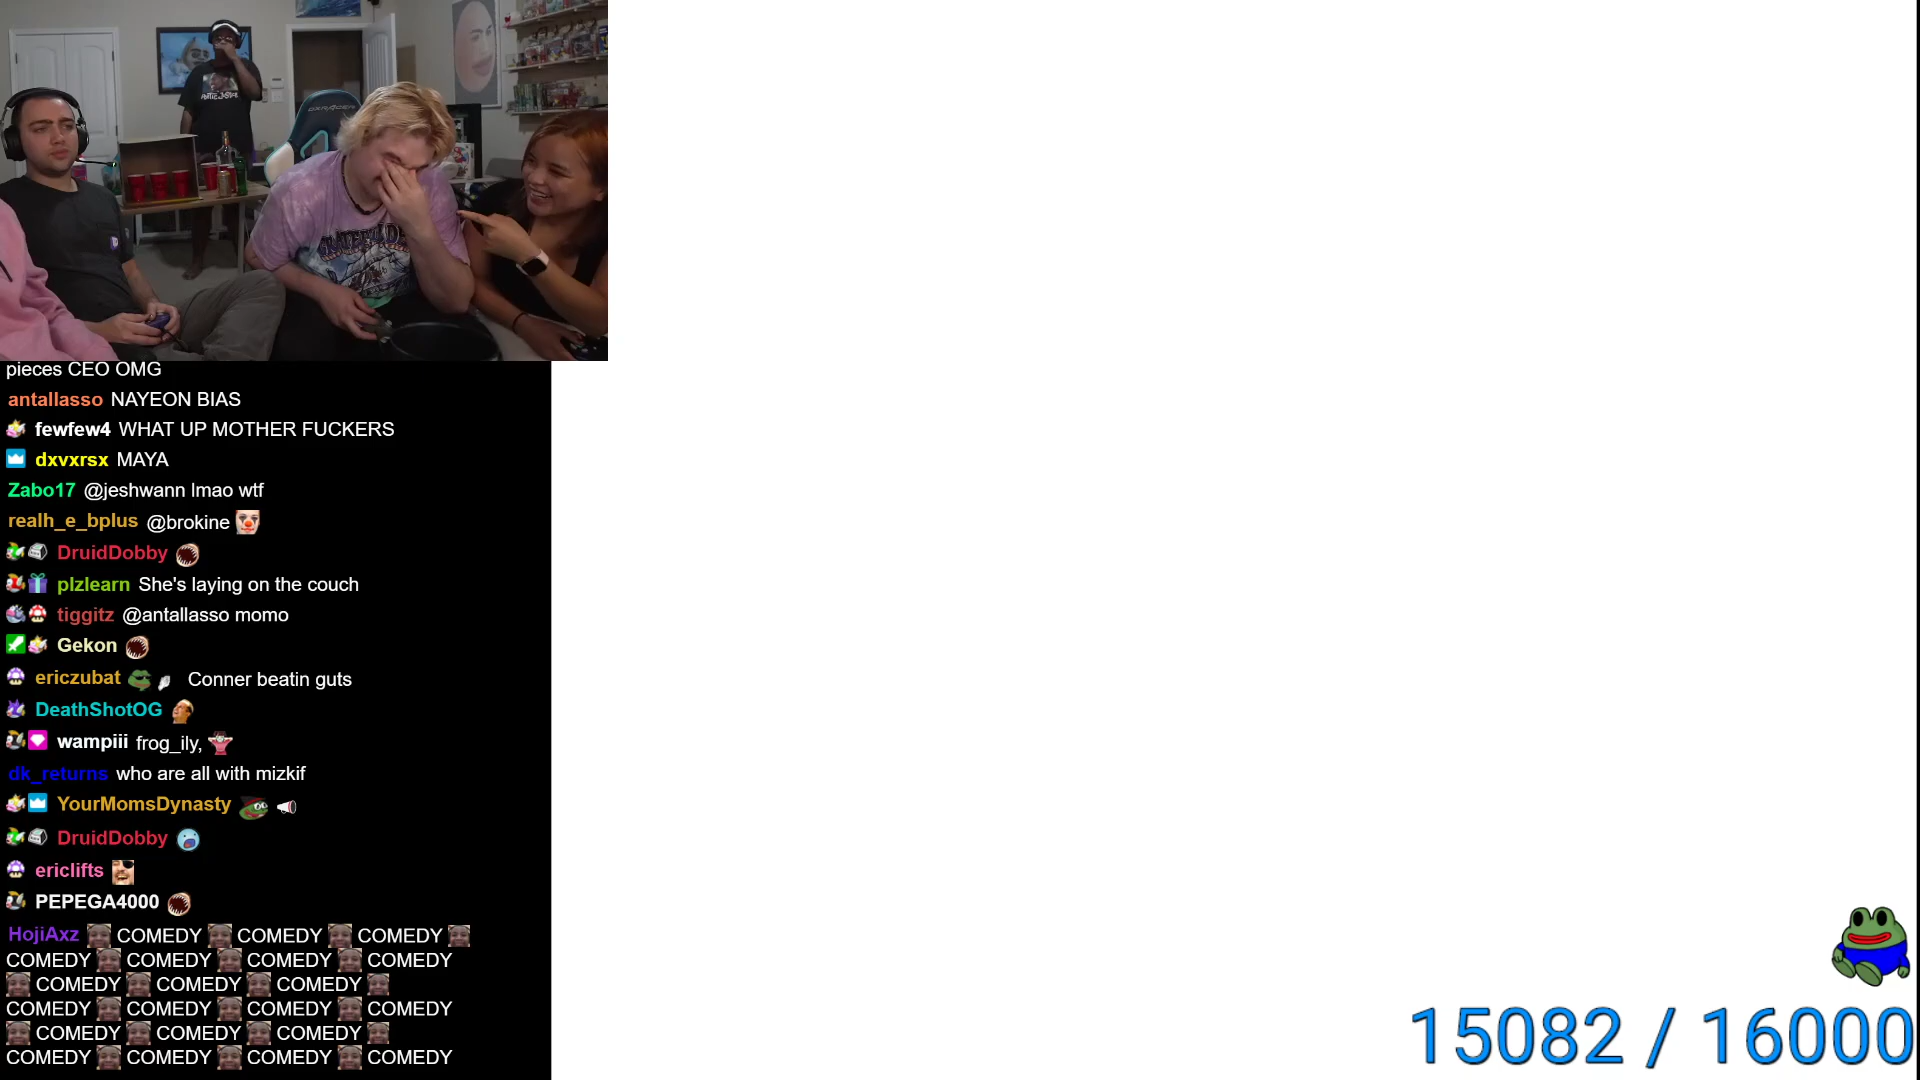 DXRACER
pieces CEO OMG
antallasso NAYEON BIAS
fewfew4 WHAT UP MOTHER FUCKERS
dxvxrsx MAYA
Zabo17 @jeshwann lmao wtf
realh_e_bplus @brokine
DruidDobby
plzlearn She's laying on the couch
tiggitz @antallasso momo
Gekon
ericzubat Conner beatin guts
DeathShotOG
wampiii frog_ily,
dk_returns who are all with mizkif
YourMomsDynasty
DruidDobby
ericlifts
PEPEGA4000
HojiAxz COMEDY COMEDY COMEDY
COMEDY COMEDY COMEDY COMEDY
COMEDY COMEDY COMEDY
COMEDY COMEDY COMEDY COMEDY
COMEDY COMEDY COMEDY
COMEDY COMEDY COMEDY COMEDY
15082 / 16000